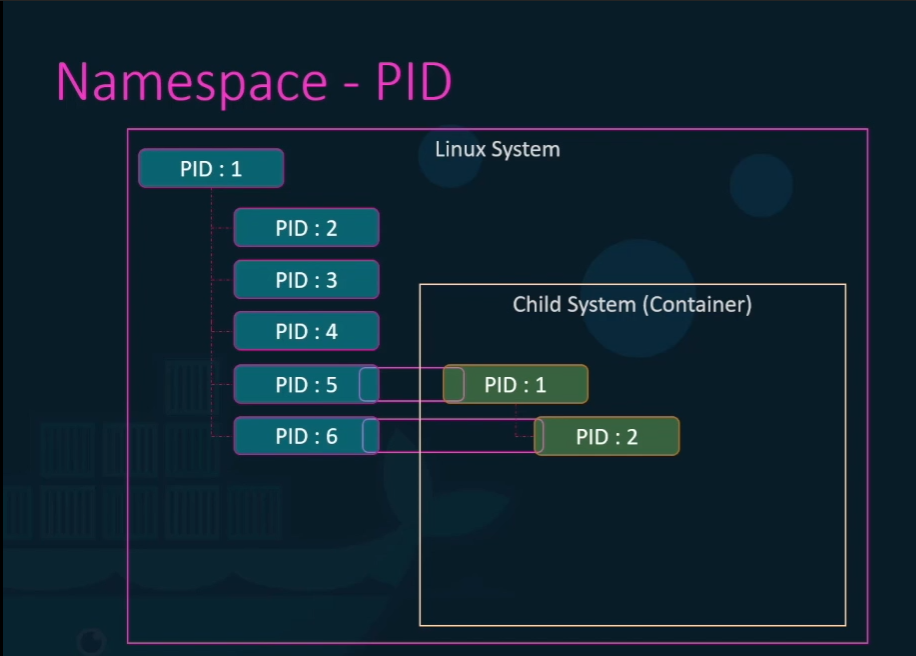 Namespace - PID
Linux System
PID : 1
PID : 2
PID : 3
PID : 4
Child System (Container)
PID : 5
PID : 1
PID : 6
PID : 2